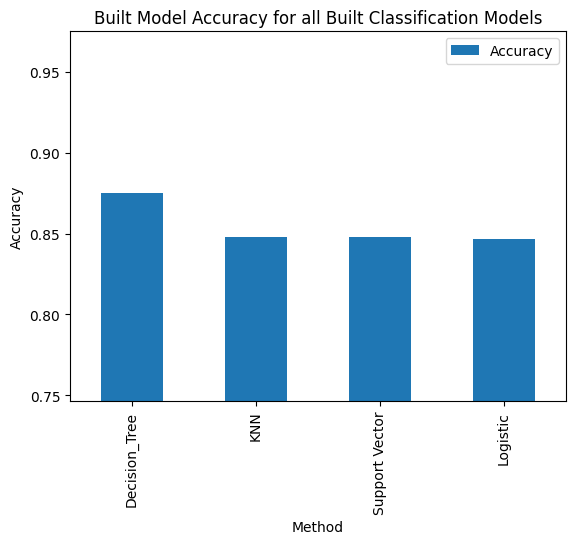 Built Model Accuracy for all Built Classification Models
Accuracy
0.95
0.90
0.85
0.80
0.75
Accuracy
Decision_Tree
KNN
Support Vector
Logistic
Method